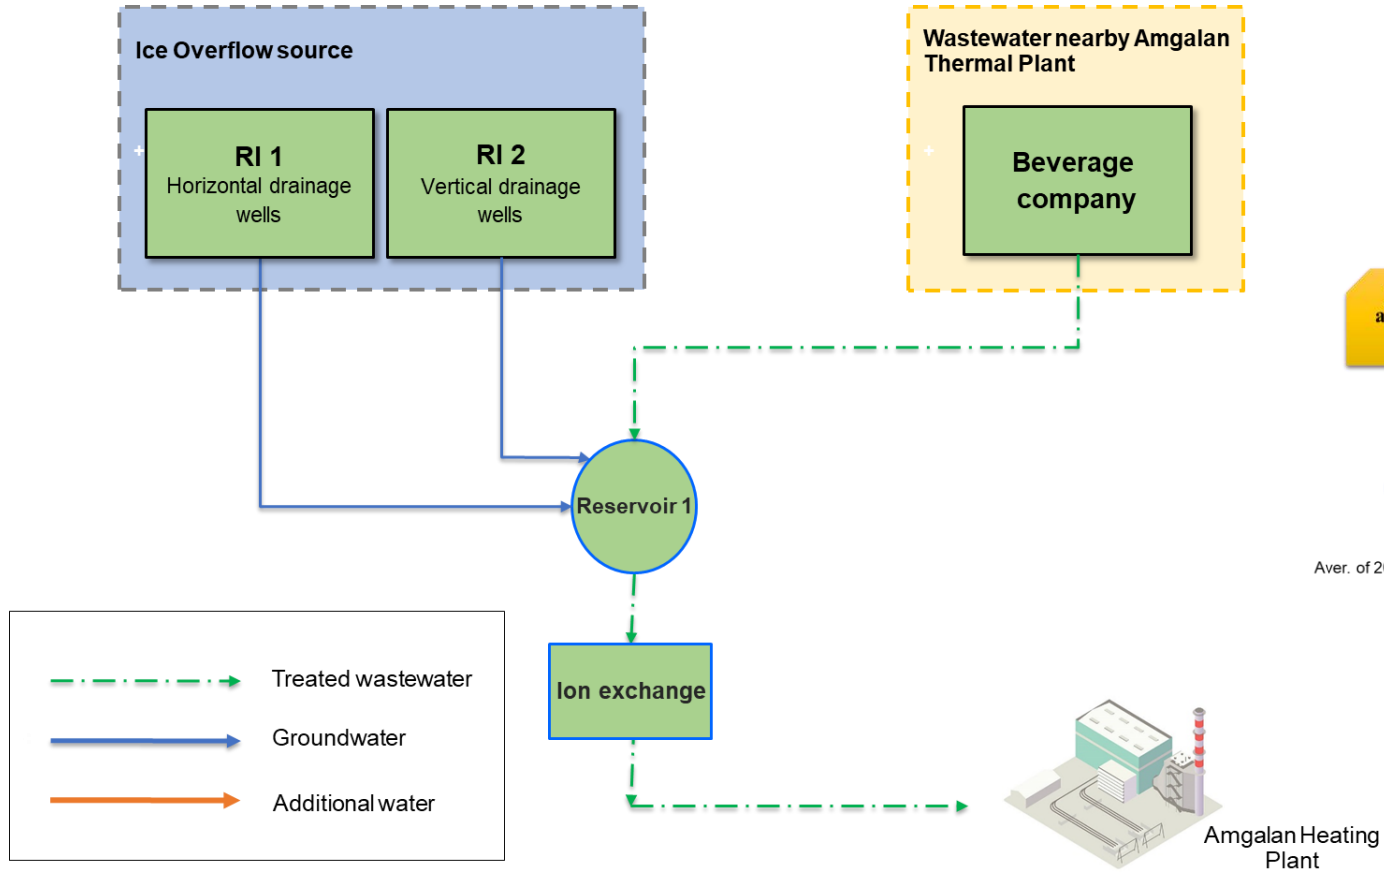 Ice Overflow source
RI 1
Horizontal drainage
wells
RI 2
Vertical drainage
wells
Wastewater nearby Amgalan
Thermal Plant
Beverage
company
a
Reservoir 1
Aver. of
Ion exchange
Treated wastewater
Groundwater
Additional water
Amgalan Heating
Plant